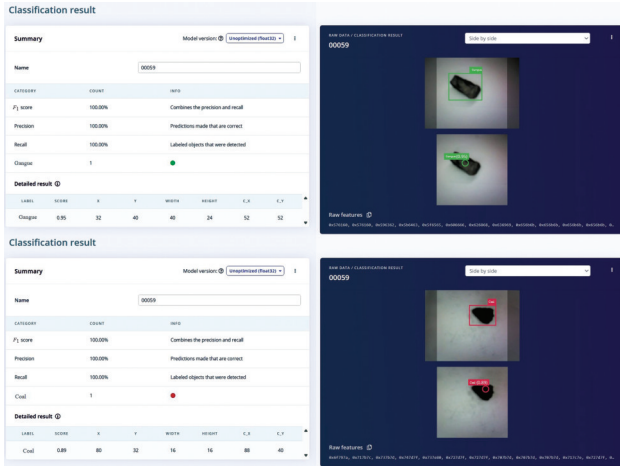 Classification result
Summary
Model version: Unoptimized (float32)
Name
00059
CATEGORY COUNT INFO
F1 score 100.00% Combines the precision and recall
Precision 100.00% Predictions made that are correct
Recall 100.00% Labeled objects that were detected
Gangue 1
Detailed result
LABEL SCORE X Y WIDTH HEIGHT C_X C_Y
Gangue 0.95 32 40 40 24 52 52
RAW DATA / CLASSIFICATION RESULT
00059
Side by side
Raw features
Classification result
Summary
Model version: Unoptimized (float32)
Name
00059
CATEGORY COUNT INFO
F1 score 100.00% Combines the precision and recall
Precision 100.00% Predictions made that are correct
Recall 100.00% Labeled objects that were detected
Coal 1
Detailed result
LABEL SCORE X Y WIDTH HEIGHT C_X C_Y
Coal 0.89 80 32 16 16 88 40
RAW DATA / CLASSIFICATION RESULT
00059
Side by side
Raw features